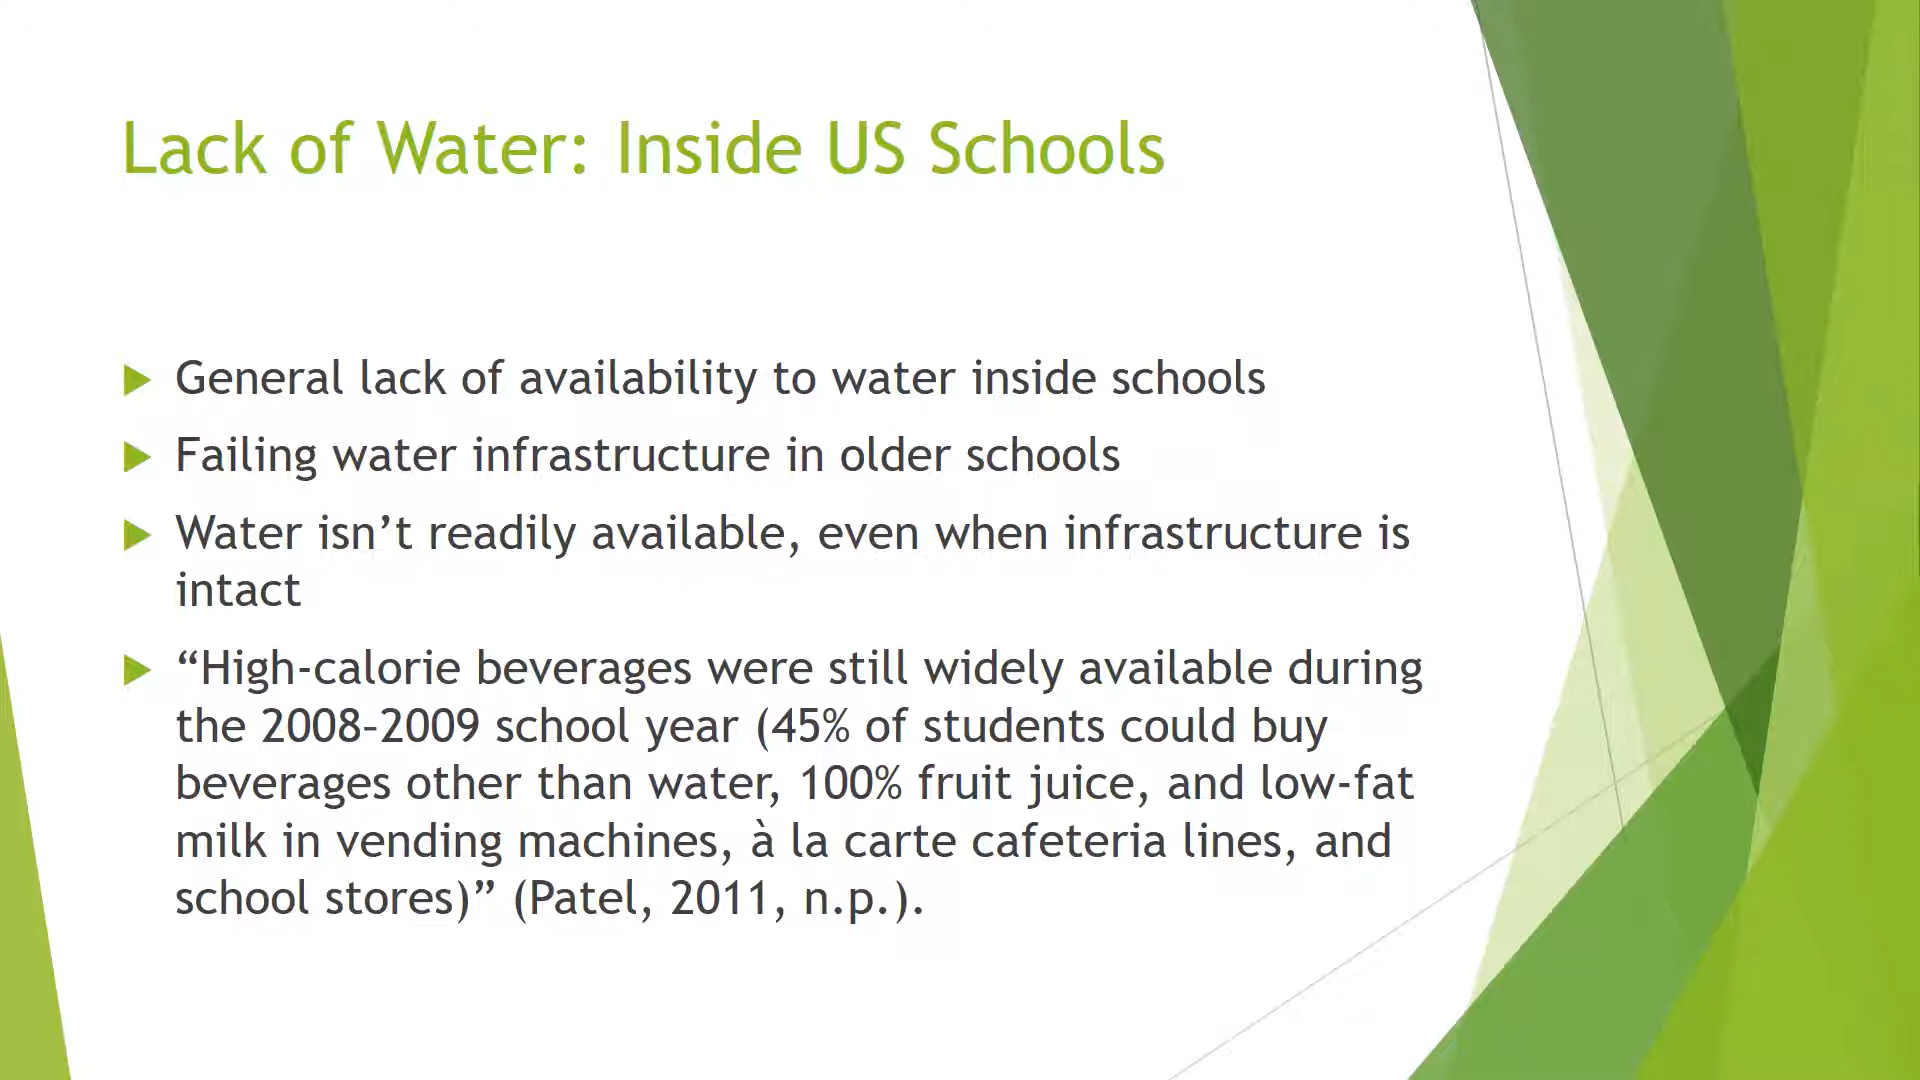 Lack of Water: Inside US Schools
General lack of availability to water inside schools
Failing water infrastructure in older schools
Water isn’t readily available, even when infrastructure is
intact
“High-calorie beverages were still widely available during
the 2008–2009 school year (45% of students could buy
beverages other than water, 100% fruit juice, and low-fat
milk in vending machines, à la carte cafeteria lines, and
school stores)” (Patel, 2011, n.p.).